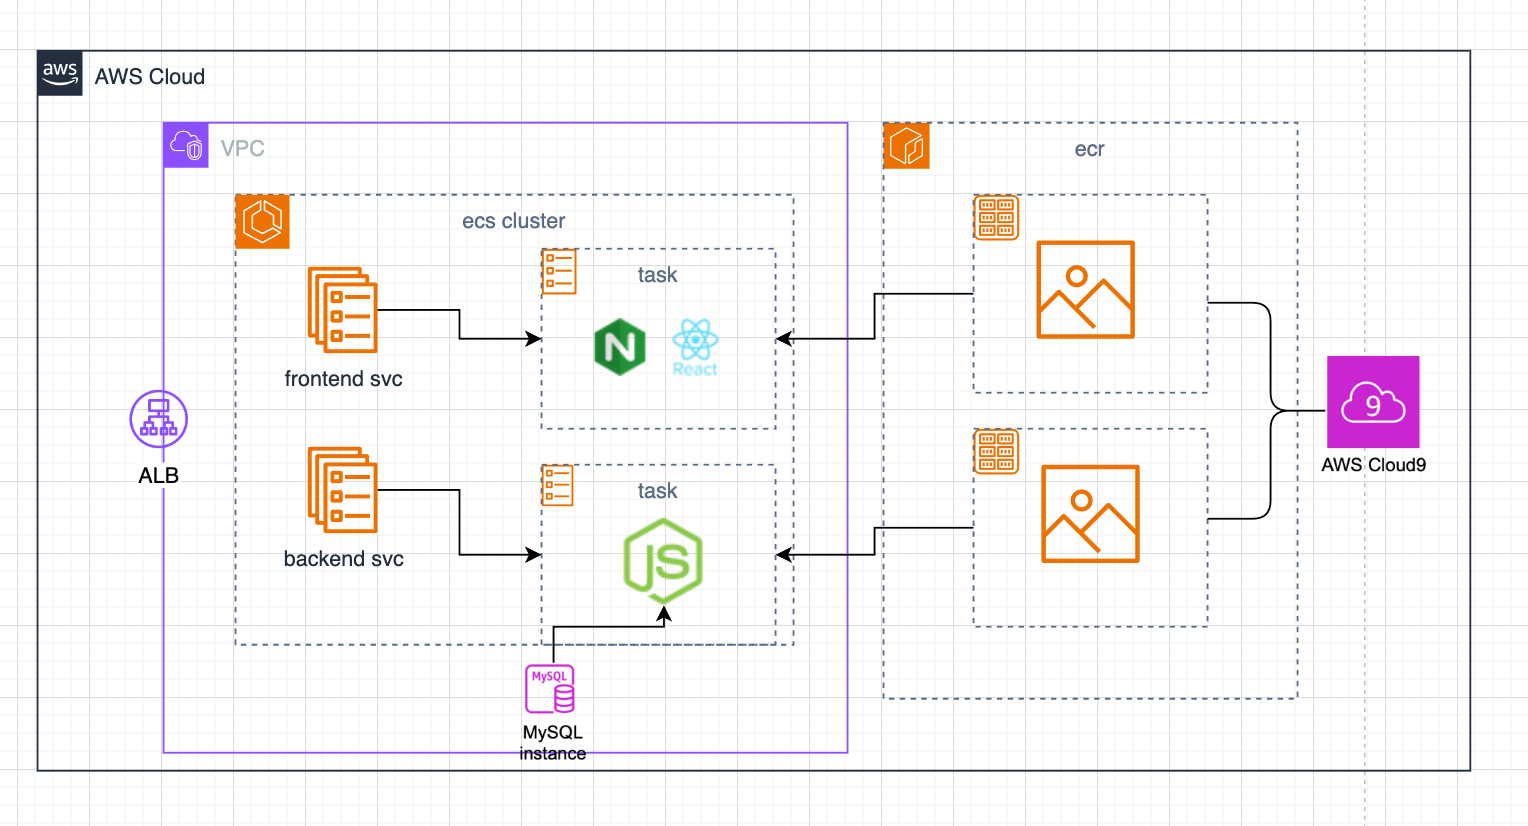 aws
AWS Cloud
VPC
ecr
ecs cluster
task
N
React
frontend svc
9
AWS Cloud9
ALB
task
JS
backend svc
MySQL
MySQL
instance